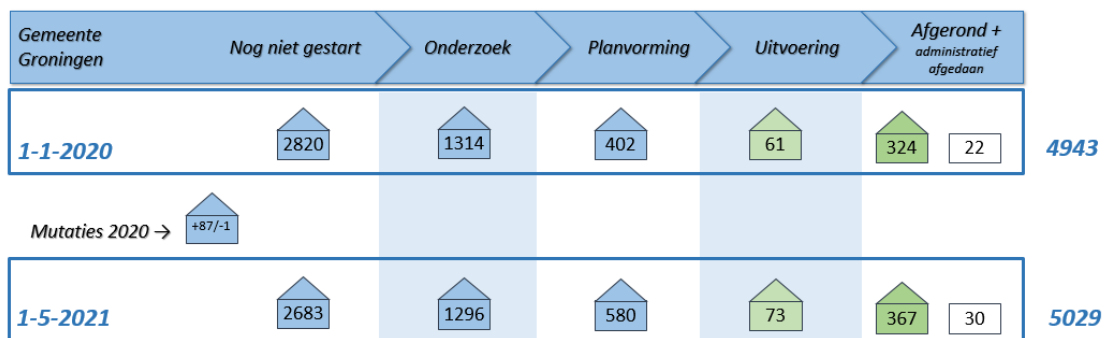 Gemeente
Groningen
Nog niet gestart
Onderzoek
Planvorming
Uitvoering
Afgerond +
administratief
afgedaan
1-1-2020
2820
1314
402
61
324
22
4943
Mutaties 2020 →
+87/-1
1-5-2021
2683
1296
580
73
367
30
5029